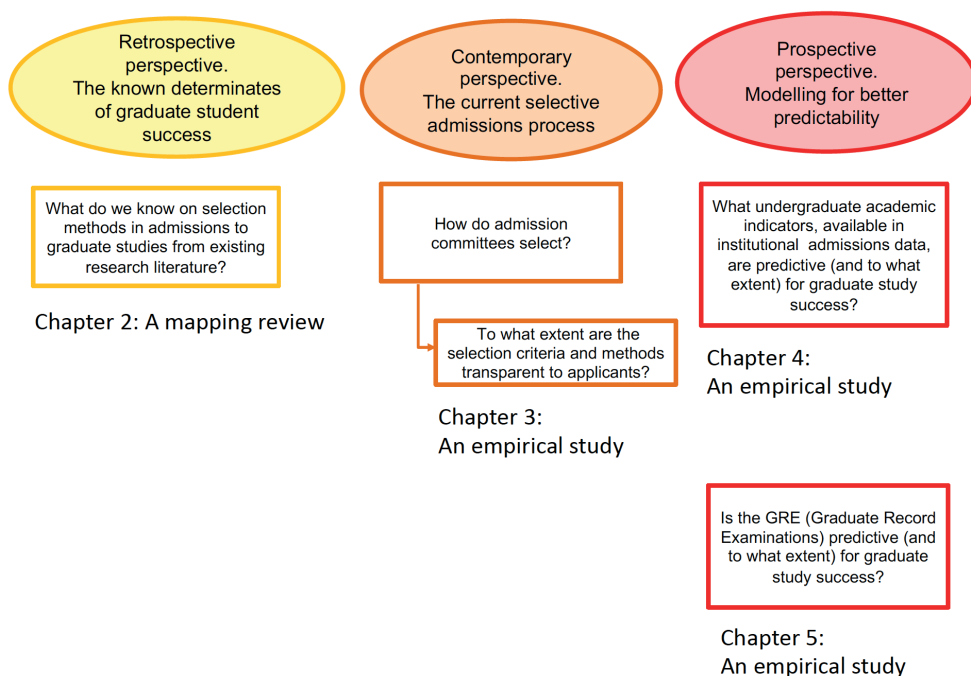 Retrospective
perspective.
The known determinates
of graduate student
success
What do we know on selection
methods in admissions to
graduate studies from existing
research literature?
Chapter 2: A mapping review
Contemporary
perspective.
The current selective
admissions process
How do admission
committees select?
To what extent are the
selection criteria and methods
transparent to applicants?
Chapter 3:
An empirical study
Prospective
perspective.
Modelling for better
predictability
What undergraduate academic
indicators, available in
institutional admissions data,
are predictive (and to what
extent) for graduate study
success?
Chapter 4:
An empirical study
Is the GRE (Graduate Record
Examinations) predictive (and
to what extent) for graduate
study success?
Chapter 5:
An empirical study